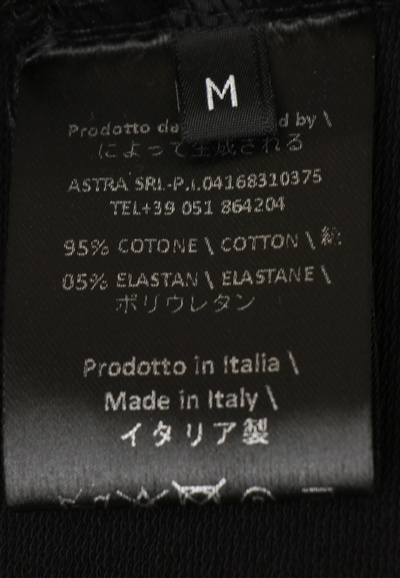 M
Prodotto da d by \
によって生成される
ASTRA SRL-P.I.04168310375
TEL+39 051 864204
95% COTONE \ COTTON \ 綿
05% ELASTAN \ ELASTANE \
ポリウレタン
Prodotto in Italia \
Made in Italy \
イタリア製